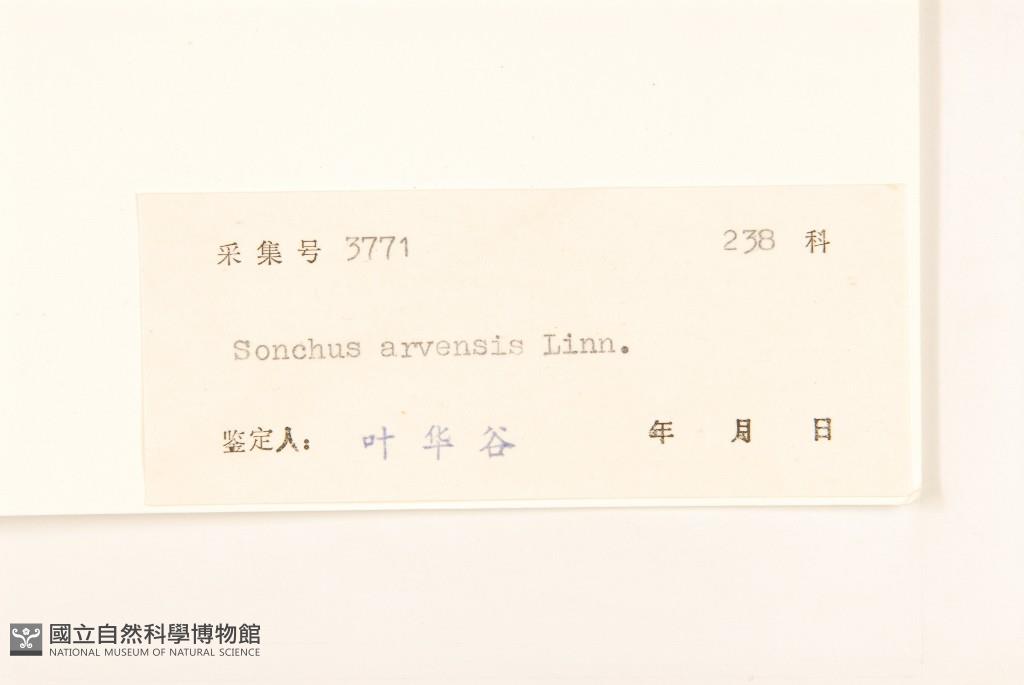 采集号 3771 238 科
Sonchus arvensis Linn.
鉴定人: 叶华谷 年 月 日
國立自然科學博物館
NATIONAL MUSEUM OF NATURAL SCIENCE